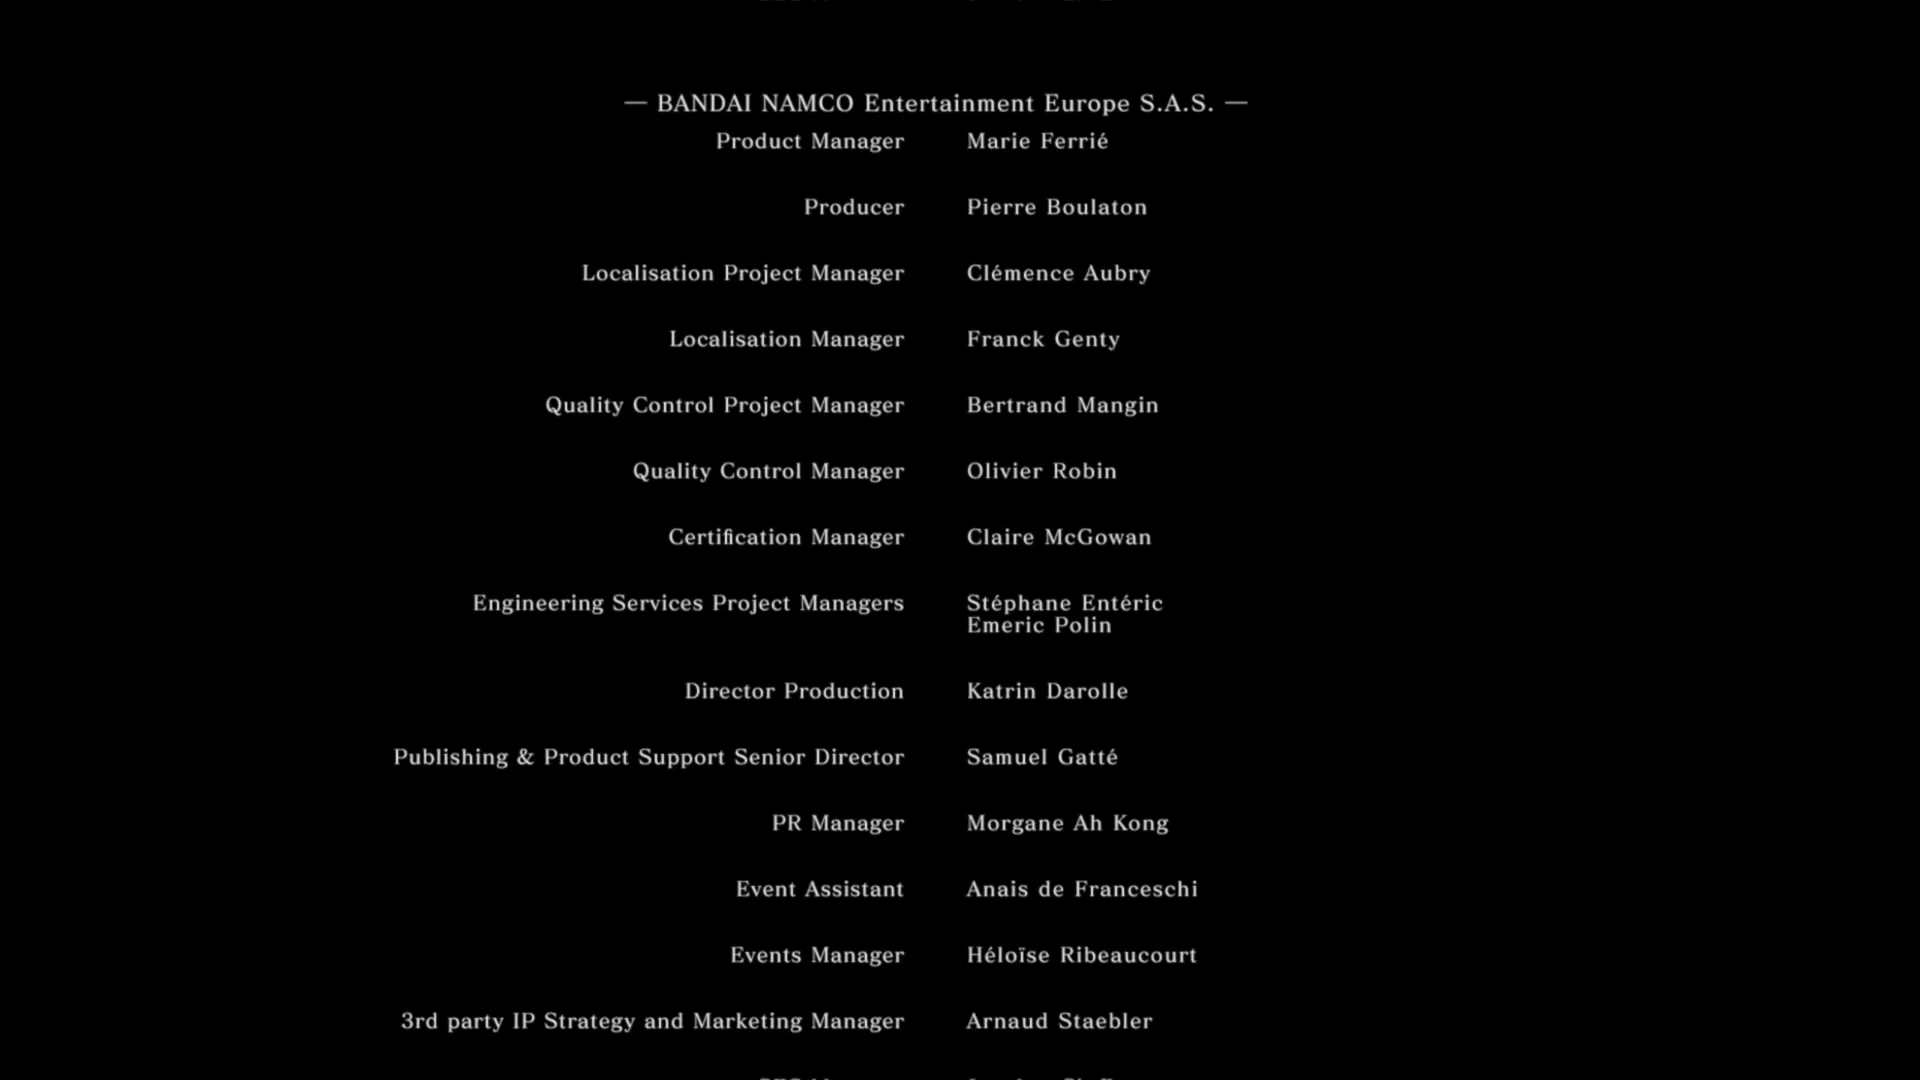 — BANDAI NAMCO Entertainment Europe S.A.S. —
Product Manager Marie Ferrié
Producer Pierre Boulaton
Localisation Project Manager Clémence Aubry
Localisation Manager Franck Genty
Quality Control Project Manager Bertrand Mangin
Quality Control Manager Olivier Robin
Certification Manager Claire McGowan
Engineering Services Project Managers Stéphane Entéric
Emeric Polin
Director Production Katrin Darolle
Publishing & Product Support Senior Director Samuel Gatté
PR Manager Morgane Ah Kong
Event Assistant Anais de Franceschi
Events Manager Héloïse Ribeaucourt
3rd party IP Strategy and Marketing Manager Arnaud Staebler